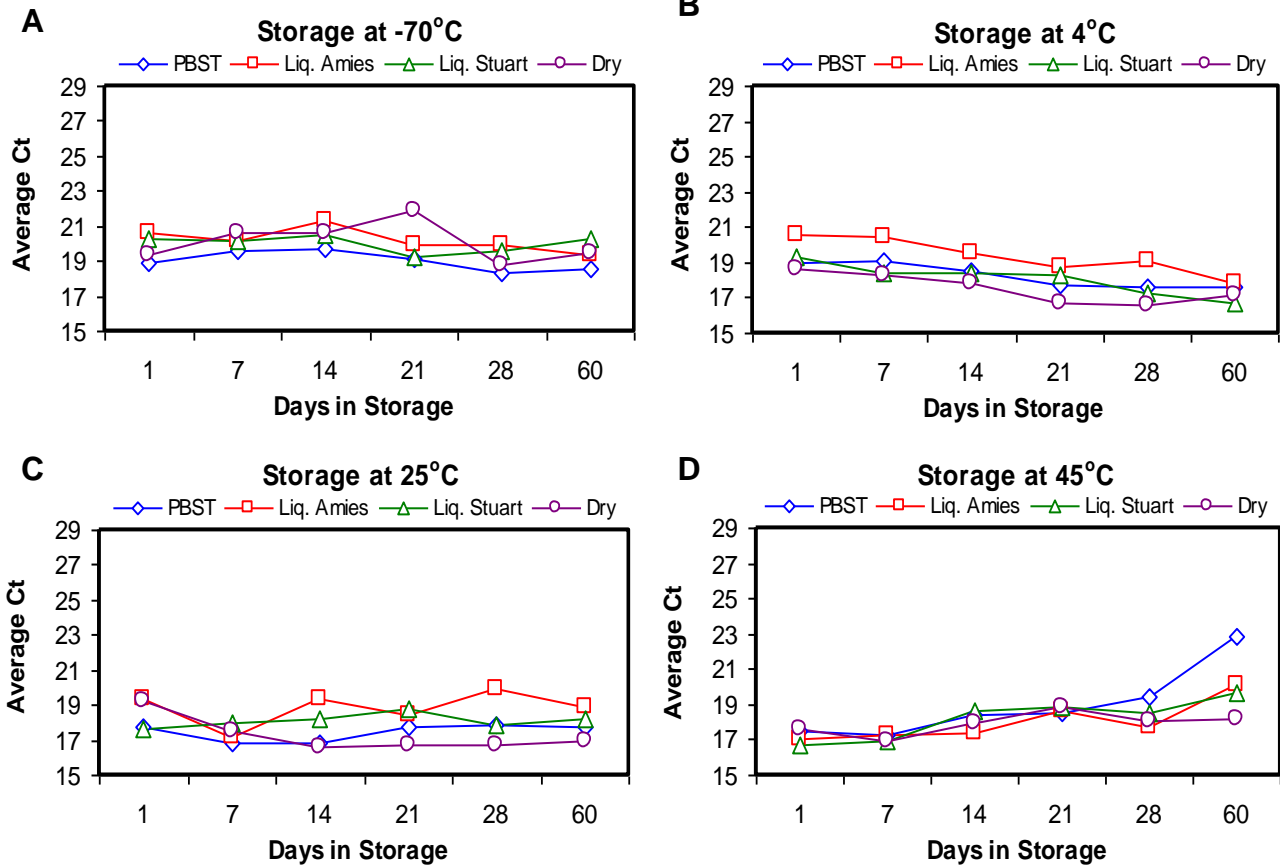 A
Storage at -70°C
PBST Liq. Amies Liq. Stuart Dry
29
27
25
23
21
19
17
15
Average Ct
1 7 14 21 28 60
Days in Storage
B
Storage at 4°C
PBST Liq. Amies Liq. Stuart Dry
29
27
25
23
21
19
17
15
Average Ct
1 7 14 21 28 60
Days in Storage
C
Storage at 25°C
PBST Liq. Amies Liq. Stuart Dry
29
27
25
23
21
19
17
15
Average Ct
1 7 14 21 28 60
Days in Storage
D
Storage at 45°C
PBST Liq. Amies Liq. Stuart Dry
29
27
25
23
21
19
17
15
Average Ct
1 7 14 21 28 60
Days in Storage